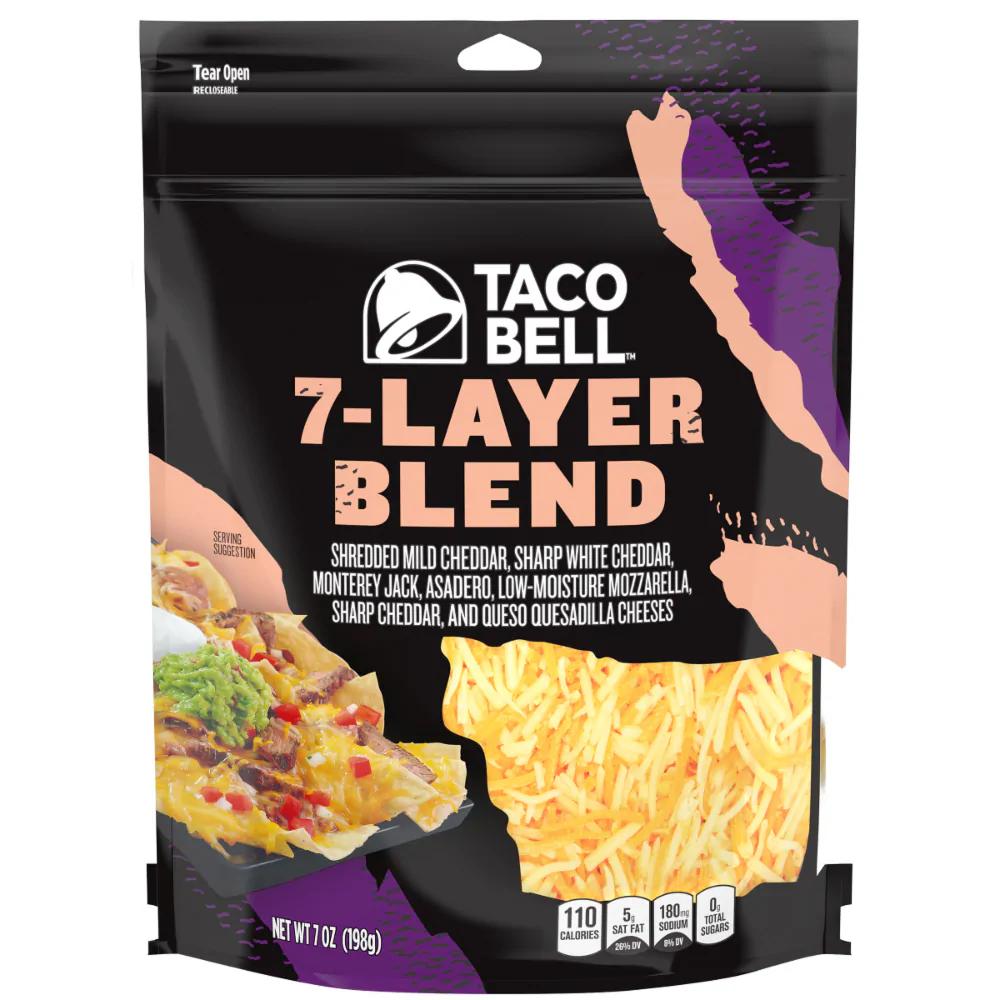 Tear Open
RECLOSEABLE
TACO
BELL™
7-LAYER
BLEND
SERVING
SUGGESTION
SHREDDED MILD CHEDDAR, SHARP WHITE CHEDDAR,
MONTEREY JACK, ASADERO, LOW-MOISTURE MOZZARELLA,
SHARP CHEDDAR, AND QUESO QUESADILLA CHEESES
110
CALORIES
5g
SAT FAT
26% DV
180mg
SODIUM
8% DV
0g
TOTAL
SUGARS
NET WT 7 OZ (198g)